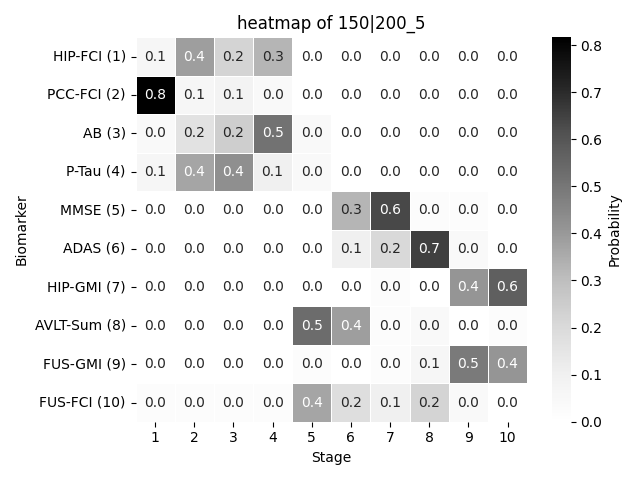 heatmap of 150|200_5
HIP-FCI (1) 0.1 0.4 0.2 0.3 0.0 0.0 0.0 0.0 0.0 0.0
PCC-FCI (2) 0.8 0.1 0.1 0.0 0.0 0.0 0.0 0.0 0.0 0.0
AB (3) 0.0 0.2 0.2 0.5 0.0 0.0 0.0 0.0 0.0 0.0
P-Tau (4) 0.1 0.4 0.4 0.1 0.0 0.0 0.0 0.0 0.0 0.0
MMSE (5) 0.0 0.0 0.0 0.0 0.0 0.3 0.6 0.0 0.0 0.0
ADAS (6) 0.0 0.0 0.0 0.0 0.0 0.1 0.2 0.7 0.0 0.0
HIP-GMI (7) 0.0 0.0 0.0 0.0 0.0 0.0 0.0 0.0 0.4 0.6
AVLT-Sum (8) 0.0 0.0 0.0 0.0 0.5 0.4 0.0 0.0 0.0 0.0
FUS-GMI (9) 0.0 0.0 0.0 0.0 0.0 0.0 0.0 0.1 0.5 0.4
FUS-FCI (10) 0.0 0.0 0.0 0.0 0.4 0.2 0.1 0.2 0.0 0.0
1 2 3 4 5 6 7 8 9 10
Stage
Biomarker
0.8
0.7
0.6
0.5
0.4
0.3
0.2
0.1
0.0
Probability